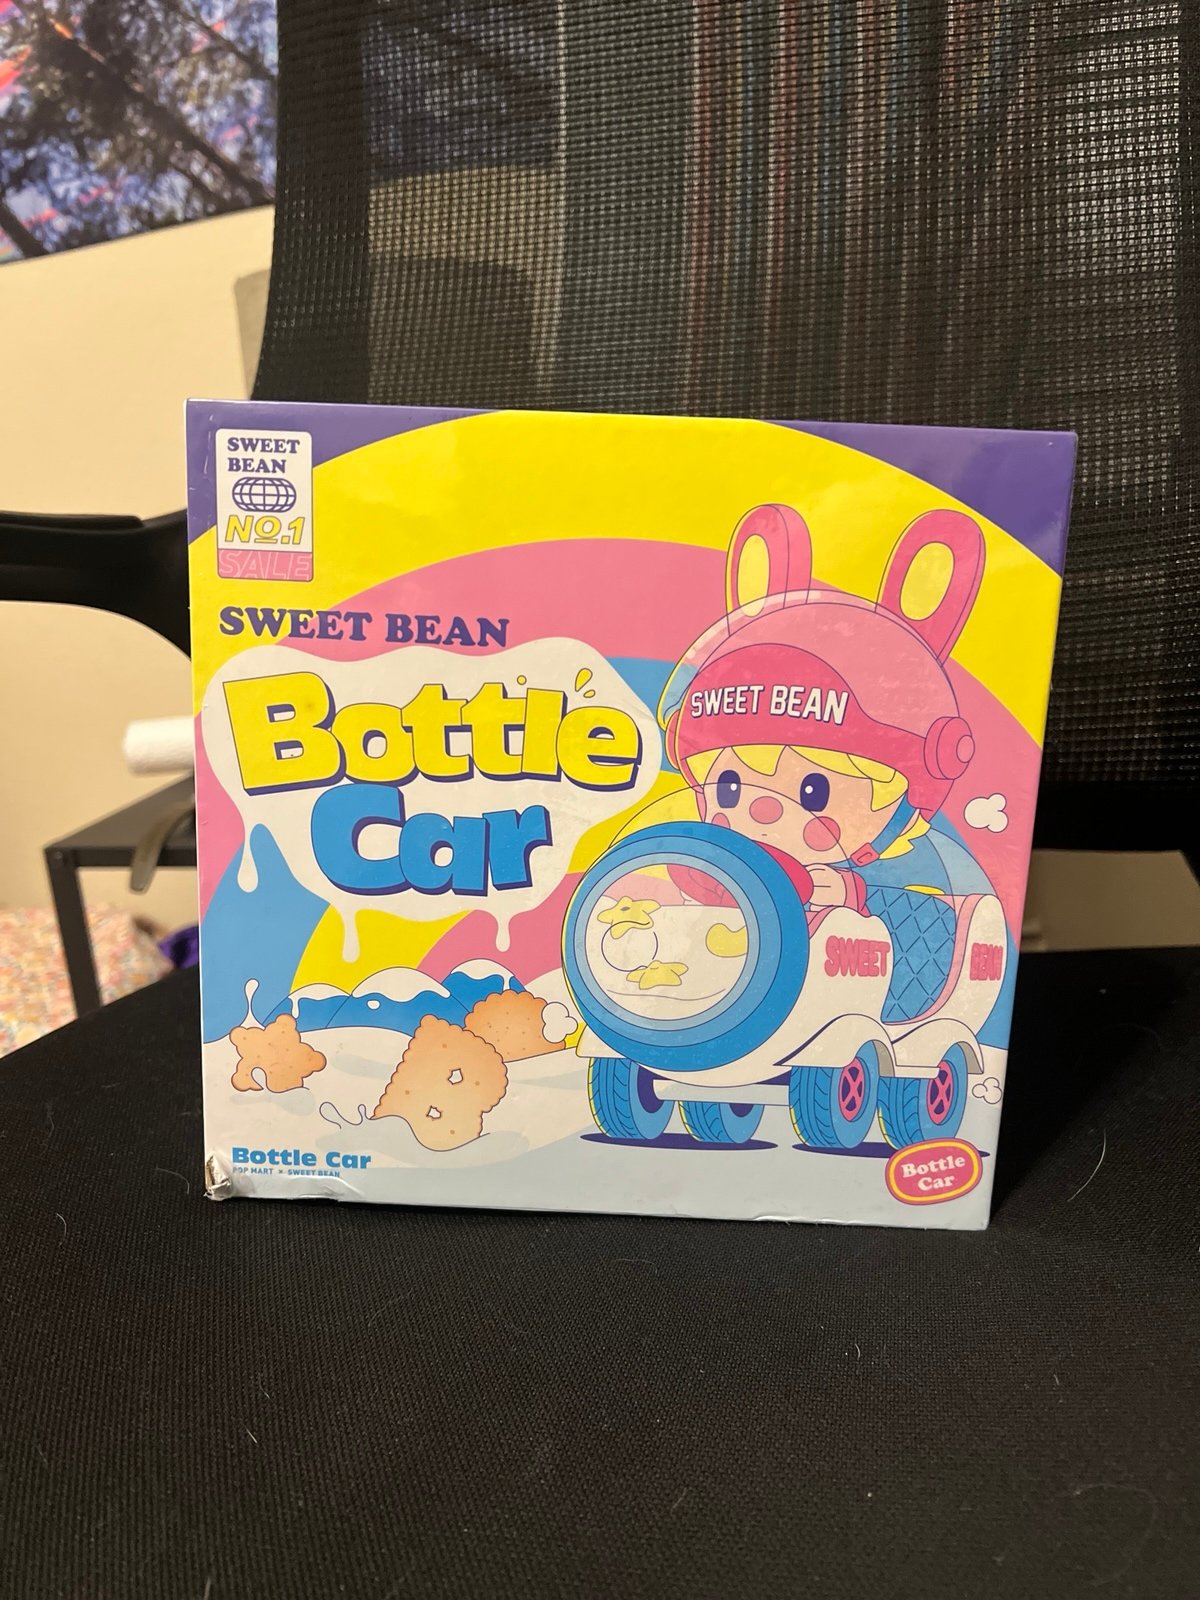 SWEET
BEAN
NO.1
SALE
SWEET BEAN
Bottle
Car
SWEET BEAN
SWEET
BEAN
Bottle Car
POP MART × SWEET BEAN
Bottle
Car